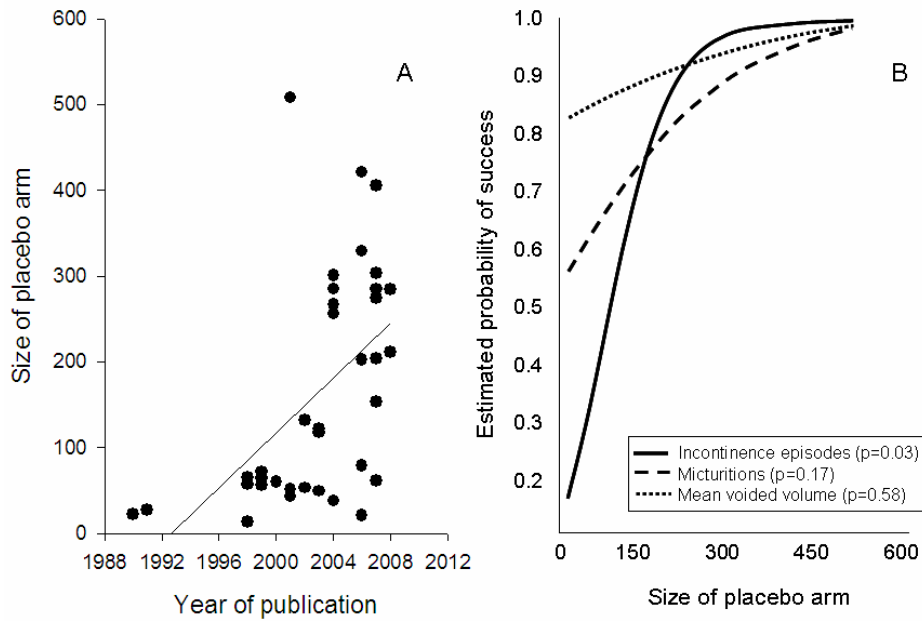 600
500
400
300
200
100
0
Size of placebo arm
A
1988 1992 1996 2000 2004 2008 2012
Year of publication
1.0
0.9
0.8
0.7
0.6
0.5
0.4
0.3
0.2
Estimated probability of success
B
Incontinence episodes (p=0.03)
Micturitions (p=0.17)
Mean voided volume (p=0.58)
0 150 300 450 600
Size of placebo arm